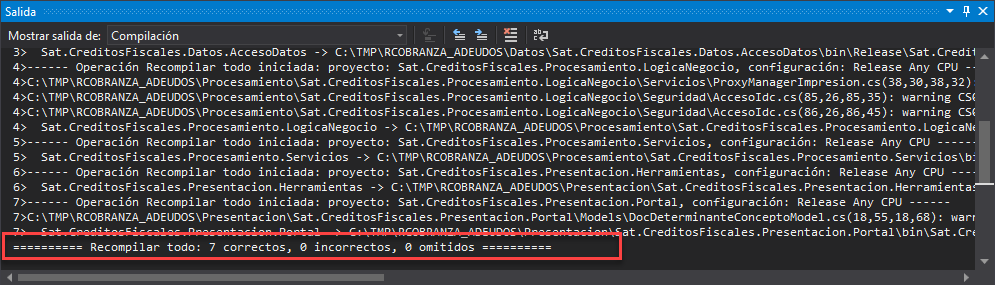 Salida
Mostrar salida de: Compilación
3>  Sat.CreditosFiscales.Datos.AccesoDatos -> C:\TMP\RCOBRANZA_ADEUDOS\Datos\Sat.CreditosFiscales.Datos.AccesoDatos\bin\Release\Sat.Cred
4>------ Operación Recompilar todo iniciada: proyecto: Sat.CreditosFiscales.Procesamiento.LogicaNegocio, configuración: Release Any CPU --
4>C:\TMP\RCOBRANZA_ADEUDOS\Procesamiento\Sat.CreditosFiscales.Procesamiento.LogicaNegocio\Servicios\ProxyManagerImpresion.cs(38,30,38,32):
4>C:\TMP\RCOBRANZA_ADEUDOS\Procesamiento\Sat.CreditosFiscales.Procesamiento.LogicaNegocio\Seguridad\AccesoIdc.cs(85,26,85,35): warning CS0
4>C:\TMP\RCOBRANZA_ADEUDOS\Procesamiento\Sat.CreditosFiscales.Procesamiento.LogicaNegocio\Seguridad\AccesoIdc.cs(86,26,86,45): warning CS0
4>  Sat.CreditosFiscales.Procesamiento.LogicaNegocio -> C:\TMP\RCOBRANZA_ADEUDOS\Procesamiento\Sat.CreditosFiscales.Procesamiento.LogicaNe
5>------ Operación Recompilar todo iniciada: proyecto: Sat.CreditosFiscales.Procesamiento.Servicios, configuración: Release Any CPU ------
5>  Sat.CreditosFiscales.Procesamiento.Servicios -> C:\TMP\RCOBRANZA_ADEUDOS\Procesamiento\Sat.CreditosFiscales.Procesamiento.Servicios\bi
6>------ Operación Recompilar todo iniciada: proyecto: Sat.CreditosFiscales.Presentacion.Herramientas, configuración: Release Any CPU ----
6>  Sat.CreditosFiscales.Presentacion.Herramientas -> C:\TMP\RCOBRANZA_ADEUDOS\Presentacion\Sat.CreditosFiscales.Presentacion.Herramientas
7>------ Operación Recompilar todo iniciada: proyecto: Sat.CreditosFiscales.Presentacion.Portal, configuración: Release Any CPU ------
7>C:\TMP\RCOBRANZA_ADEUDOS\Presentacion\Sat.CreditosFiscales.Presentacion.Portal\Models\DocDeterminanteConceptoModel.cs(18,55,18,68): warn
7>  Sat.CreditosFiscales.Presentacion.Portal -> C:\TMP\RCOBRANZA_ADEUDOS\Presentacion\Sat.CreditosFiscales.Presentacion.Portal\bin\Sat.Cre
========== Recompilar todo: 7 correctos, 0 incorrectos, 0 omitidos ==========